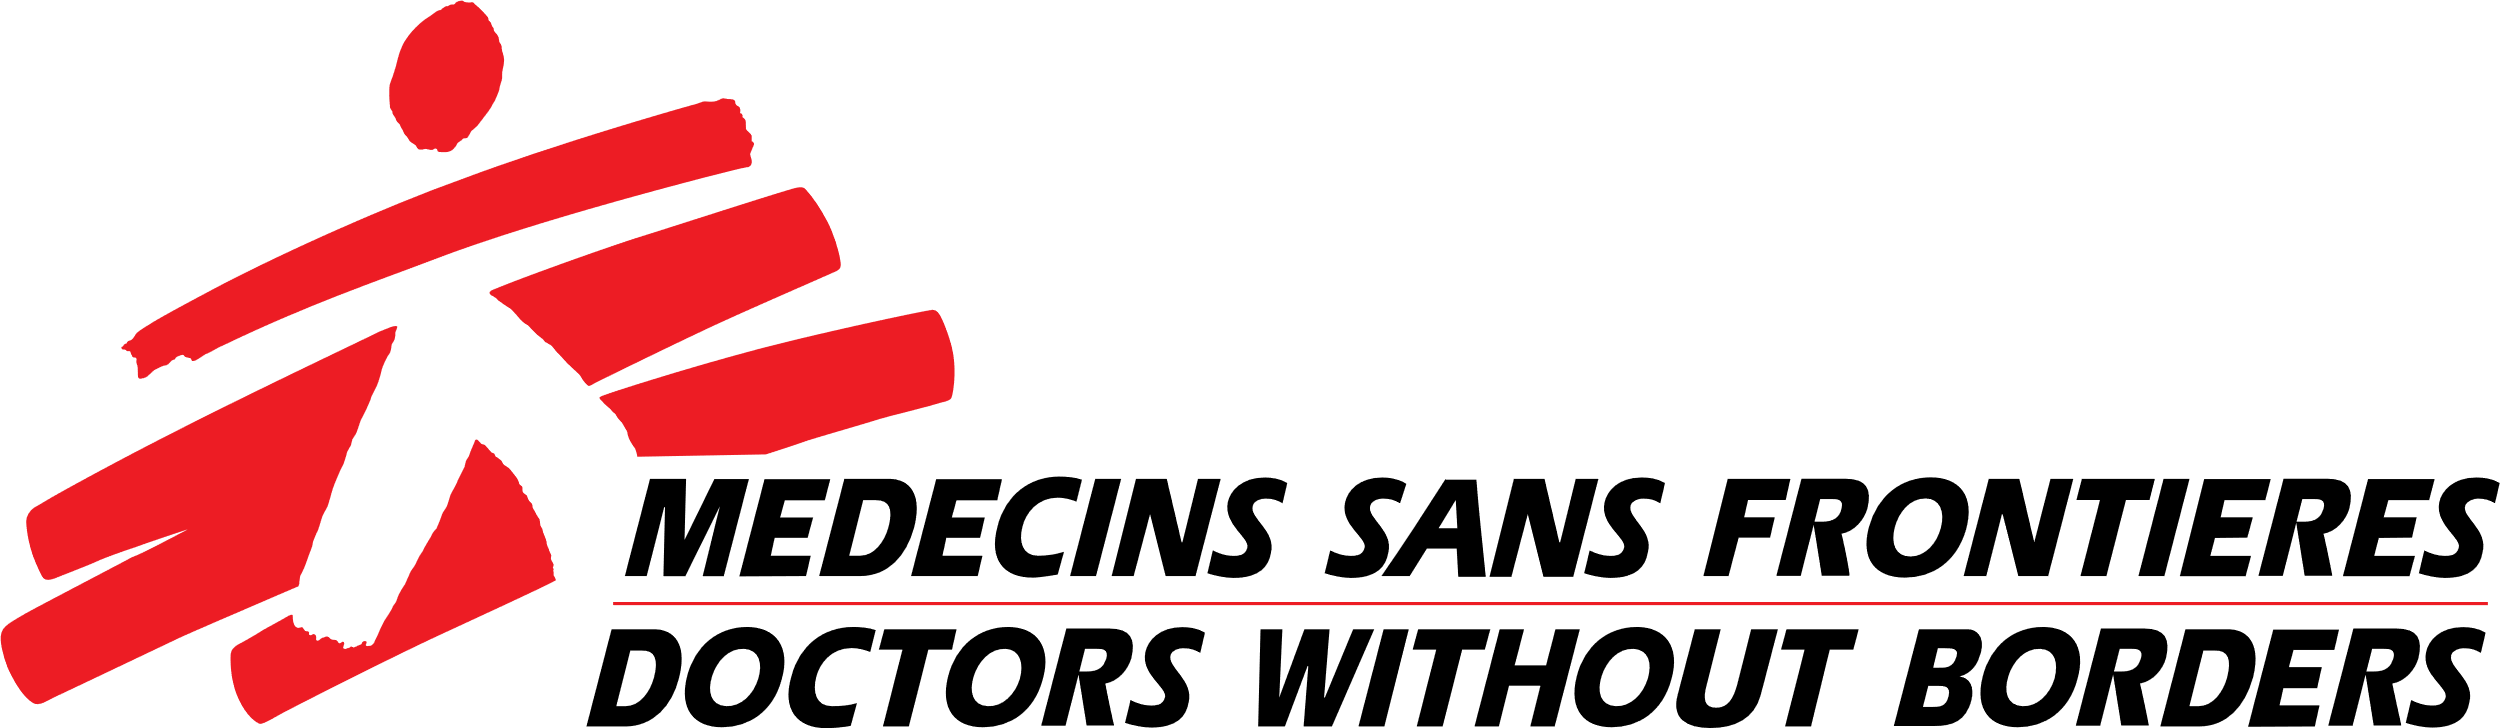 MEDECINS SANS FRONTIERES
DOCTORS WITHOUT BORDERS